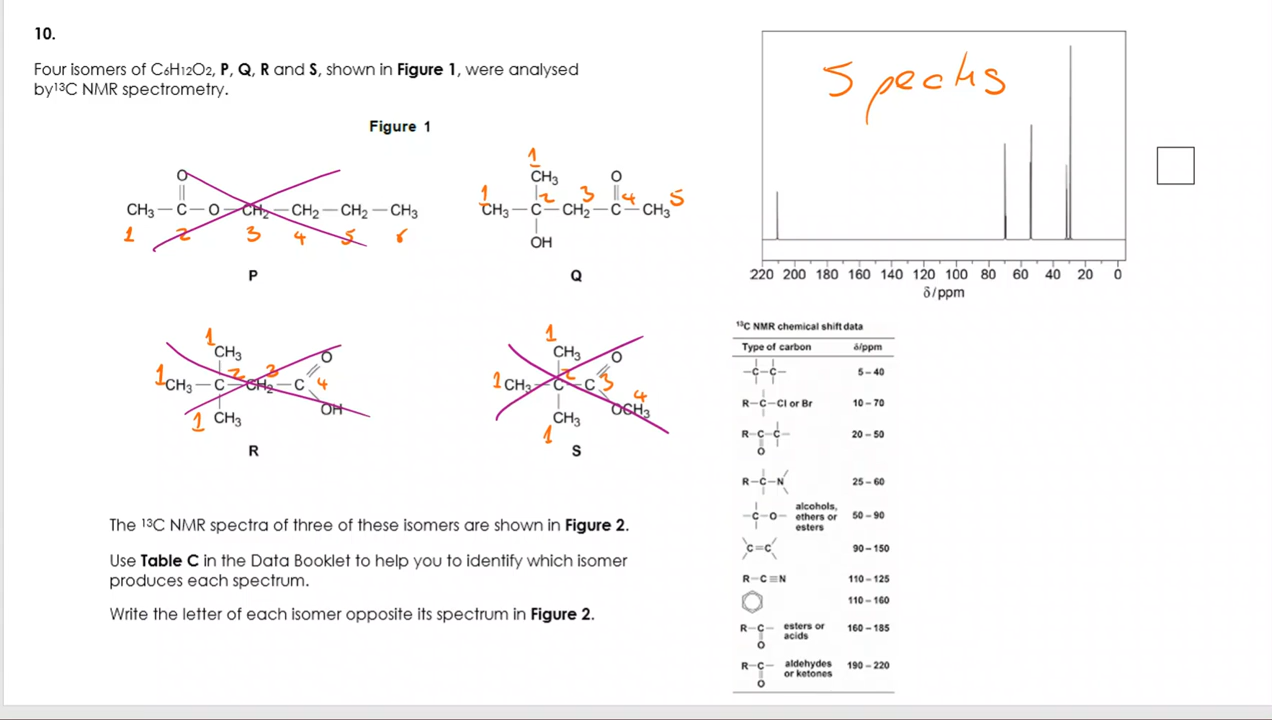 10.
Four isomers of C₆H₁₂O₂, P, Q, R and S, shown in Figure 1, were analysed
by¹³C NMR spectrometry.
Figure 1
O
CH₃—C—O—CH₂—CH₂—CH₂—CH₃
1 2 3 4 5 6
P
1
CH₃ O
1 2 3 4 5
CH₃—C—CH₂—C—CH₃
OH
Q
1
CH₃ O
1 2 3 4
CH₃—C—CH₂—C
1 CH₃ OH
R
1
CH₃ O
1 CH₃—C—C 2 3
4
CH₃ OCH₃
1
S
The ¹³C NMR spectra of three of these isomers are shown in Figure 2.
Use Table C in the Data Booklet to help you to identify which isomer
produces each spectrum.
Write the letter of each isomer opposite its spectrum in Figure 2.
220 200 180 160 140 120 100 80 60 40 20 0
δ/ppm
¹³C NMR chemical shift data
Type of carbon δ/ppm
—C—C— 5–40
R—C—Cl or Br 10–70
R—C—C— 20–50
O
R—C—N 25–60
—C—O— alcohols, ethers or esters 50–90
C=C 90–150
R—C≡N 110–125
110–160
R—C— esters or acids 160–185
O
R—C— aldehydes or ketones 190–220
O